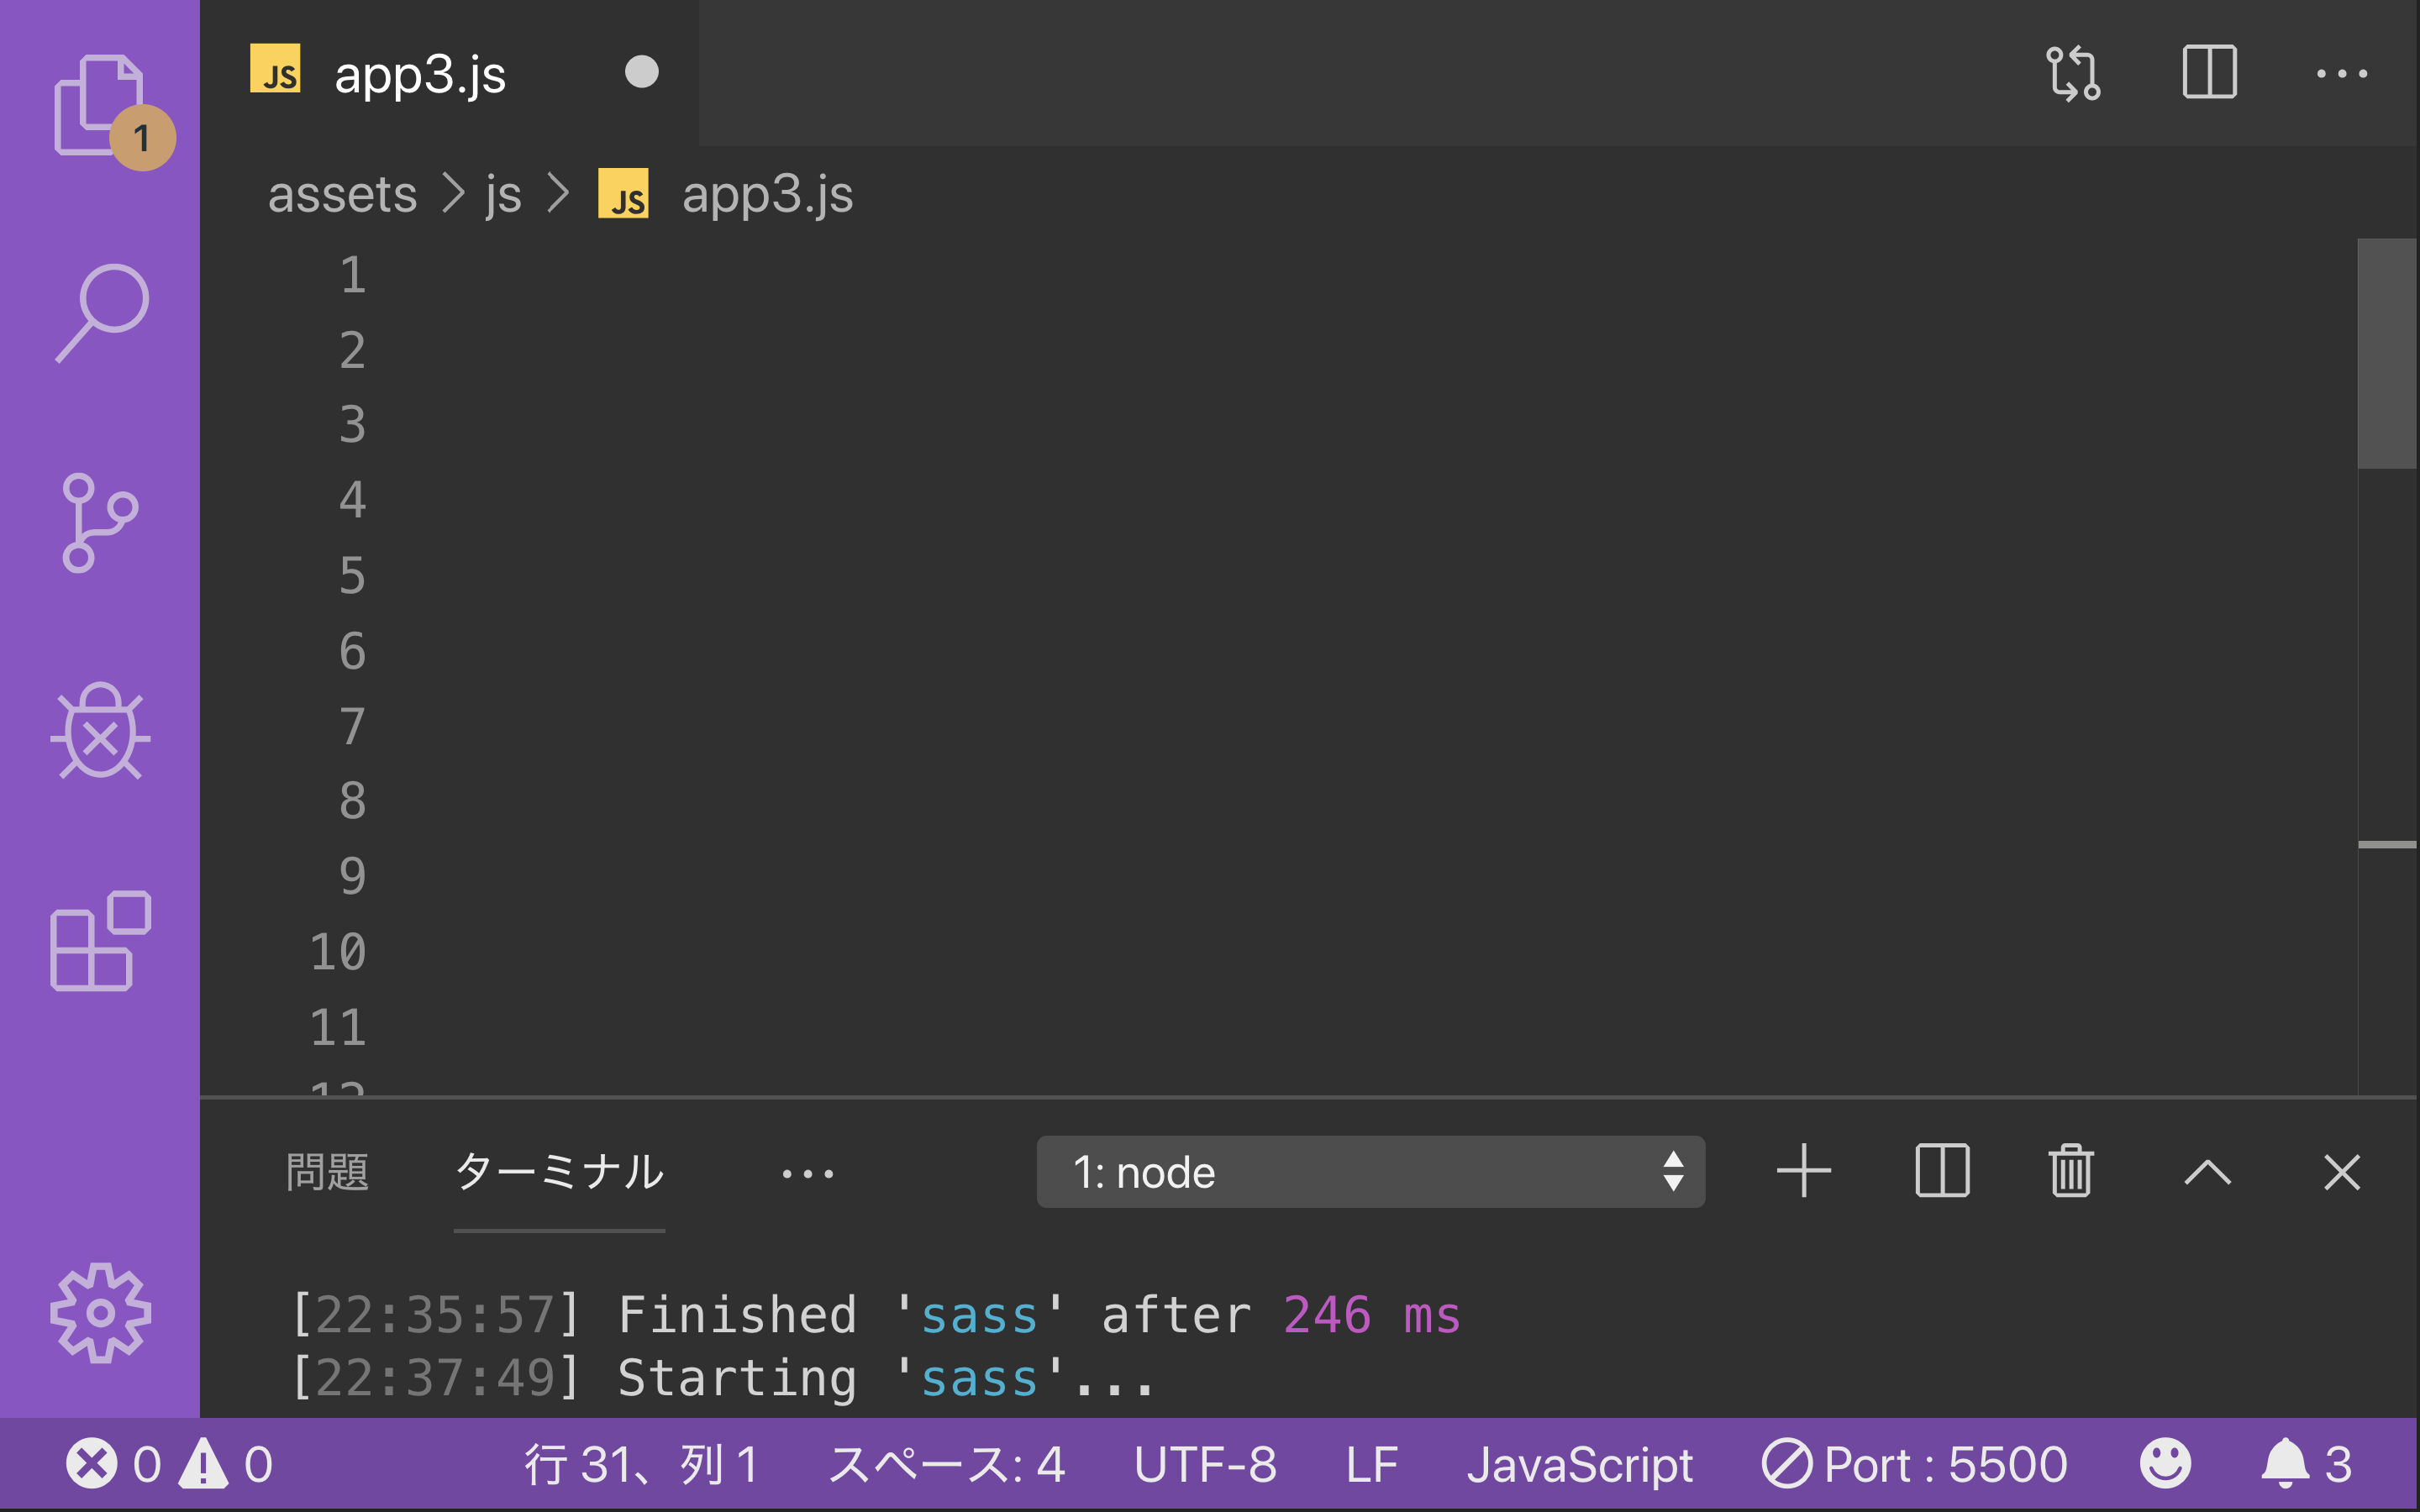 JS app3.js
1
assets > js > JS app3.js
1
2
3
4
5
6
7
8
9
10
11
12
問題 ターミナル ... 1: node
[22:35:57] Finished 'sass' after 246 ms
[22:37:49] Starting 'sass'...
0 0 行 31、列 1 スペース: 4 UTF-8 LF JavaScript Port : 5500 3